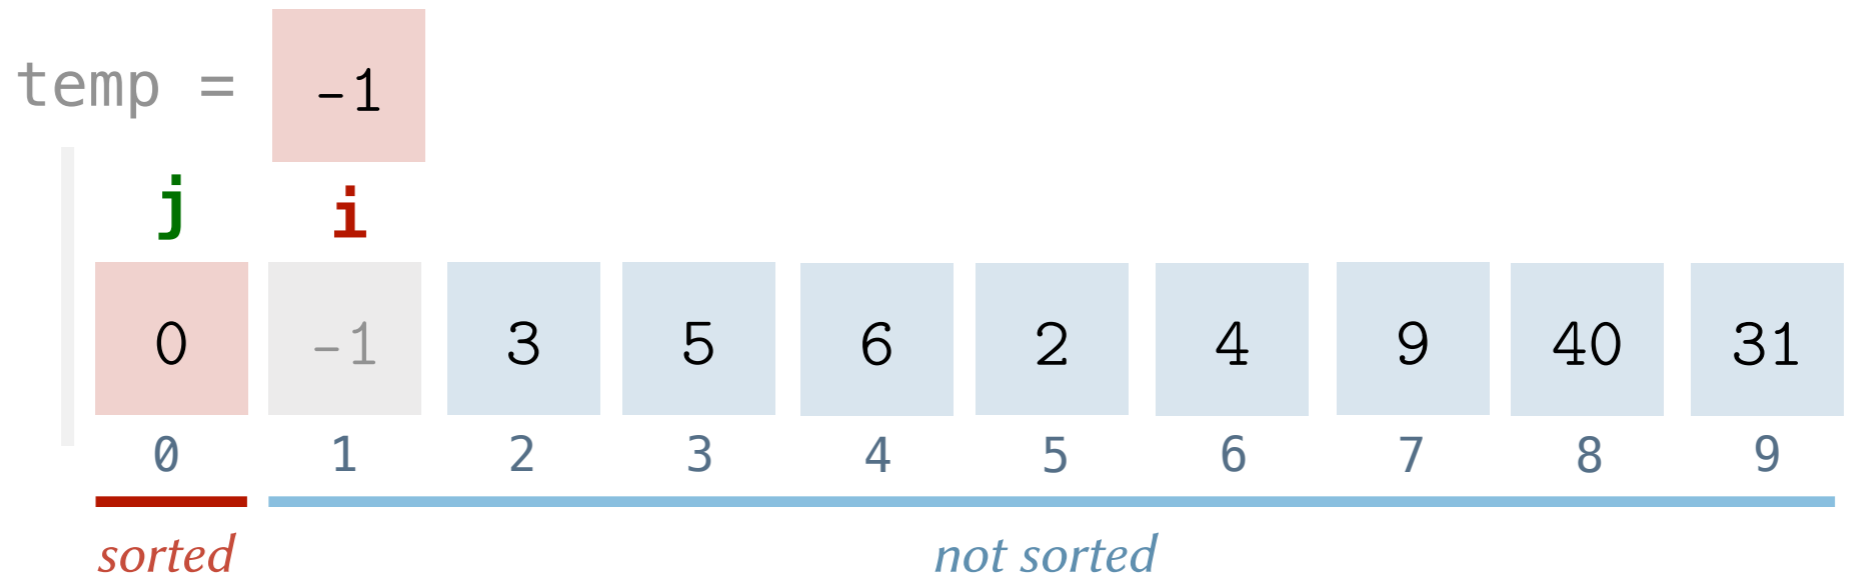 temp = -1
j i
0 -1 3 5 6 2 4 9 40 31
0 1 2 3 4 5 6 7 8 9
sorted not sorted